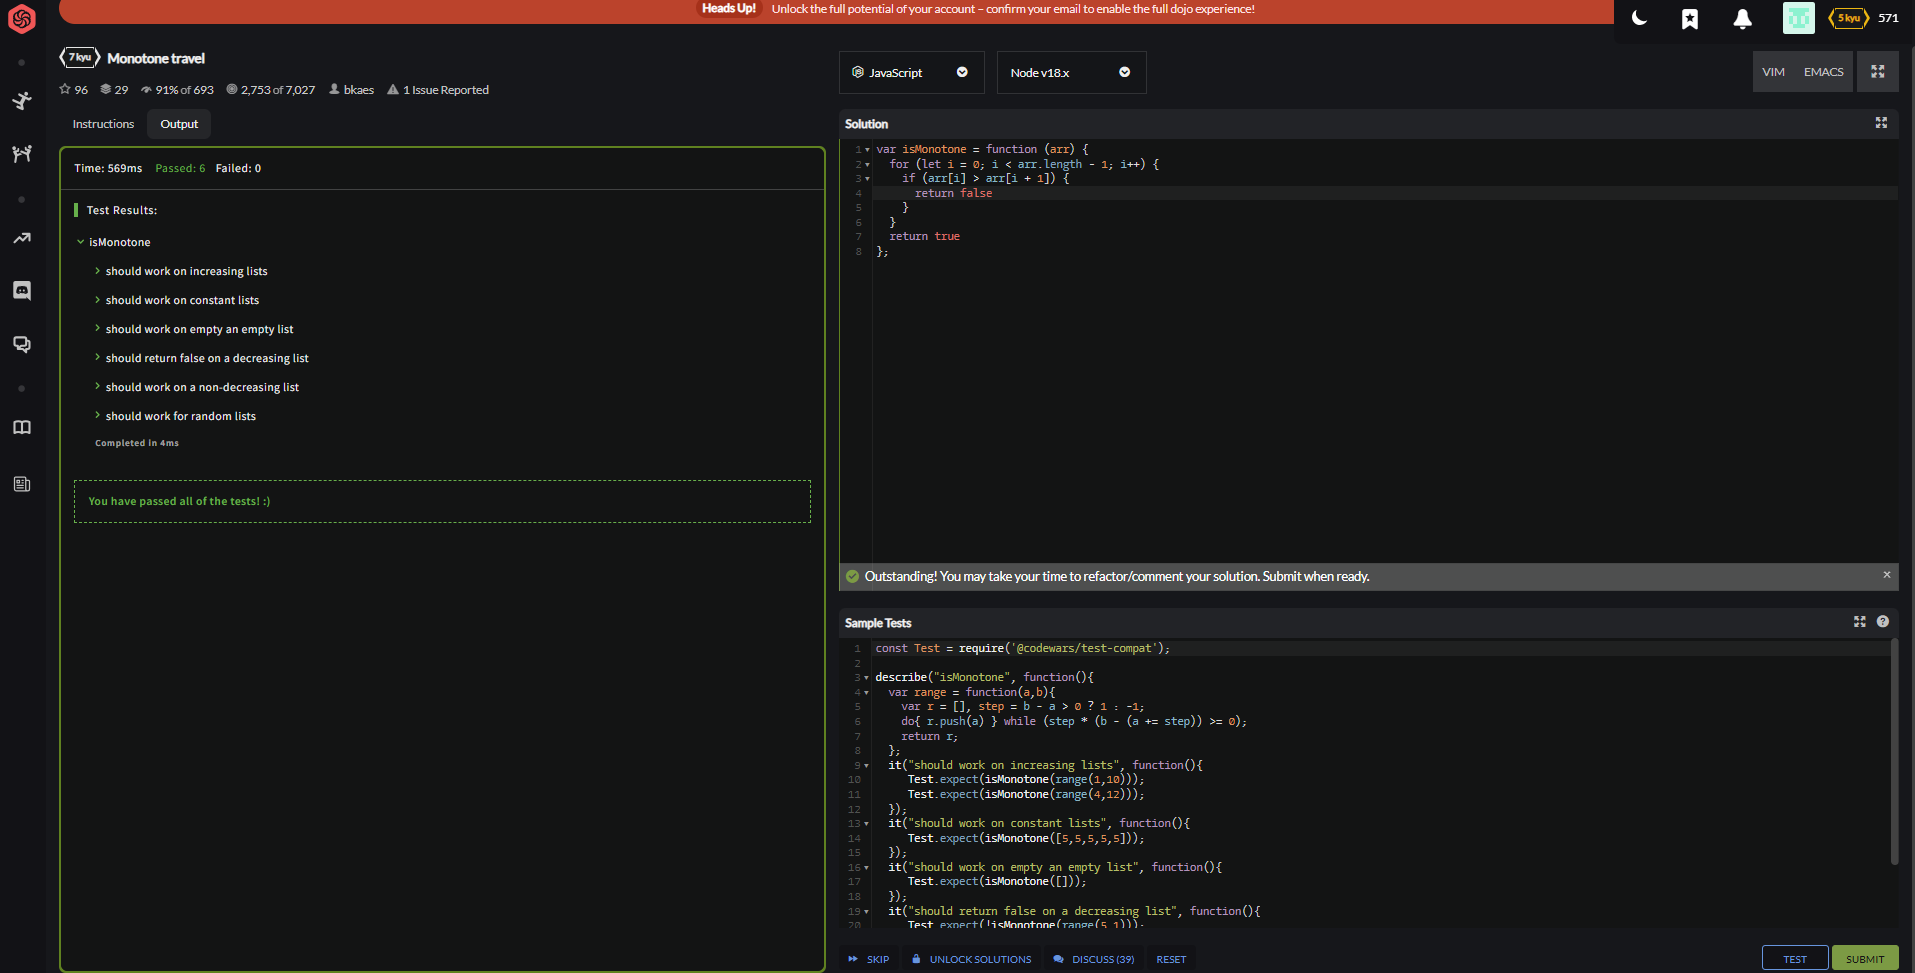 Heads Up! Unlock the full potential of your account – confirm your email to enable the full dojo experience!
5 kyu 571
7 kyu Monotone travel
96 29 91% of 693 2,753 of 7,027 bkaes 1 Issue Reported
Instructions Output
Time: 569ms Passed: 6 Failed: 0
Test Results:
isMonotone
should work on increasing lists
should work on constant lists
should work on empty an empty list
should return false on a decreasing list
should work on a non-decreasing list
should work for random lists
Completed in 4ms
You have passed all of the tests! :)
JavaScript Node v18.x VIM EMACS
Solution
1 var isMonotone = function (arr) {
2 for (let i = 0; i < arr.length - 1; i++) {
3 if (arr[i] > arr[i + 1]) {
4 return false
5 }
6 }
7 return true
8 };
Outstanding! You may take your time to refactor/comment your solution. Submit when ready.
Sample Tests
1 const Test = require('@codewars/test-compat');
2
3 describe("isMonotone", function(){
4 var range = function(a,b){
5 var r = [], step = b - a > 0 ? 1 : -1;
6 do{ r.push(a) } while (step * (b - (a += step)) >= 0);
7 return r;
8 };
9 it("should work on increasing lists", function(){
10 Test.expect(isMonotone(range(1,10)));
11 Test.expect(isMonotone(range(4,12)));
12 });
13 it("should work on constant lists", function(){
14 Test.expect(isMonotone([5,5,5,5,5]));
15 });
16 it("should work on empty an empty list", function(){
17 Test.expect(isMonotone([]));
18 });
19 it("should return false on a decreasing list", function(){
20 Test.expect(!isMonotone(range(5,1)));
SKIP UNLOCK SOLUTIONS DISCUSS (39) RESET TEST SUBMIT